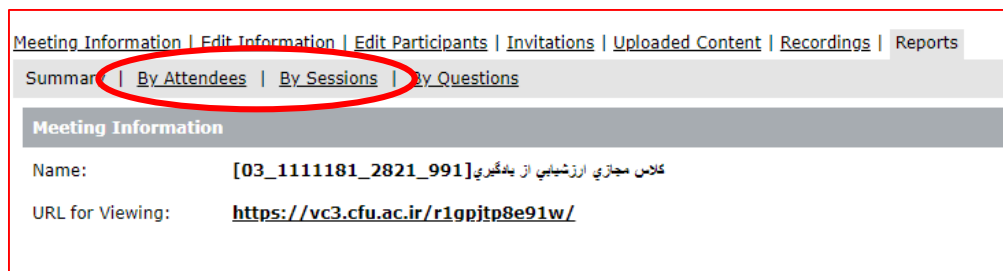 Meeting Information | Edit Information | Edit Participants | Invitations | Uploaded Content | Recordings | Reports
Summary | By Attendees | By Sessions | By Questions
Meeting Information
Name: كلاس مجازي ارزشيابي از يادگيري[03_1111181_2821_991]
URL for Viewing: https://vc3.cfu.ac.ir/r1gpjtp8e91w/